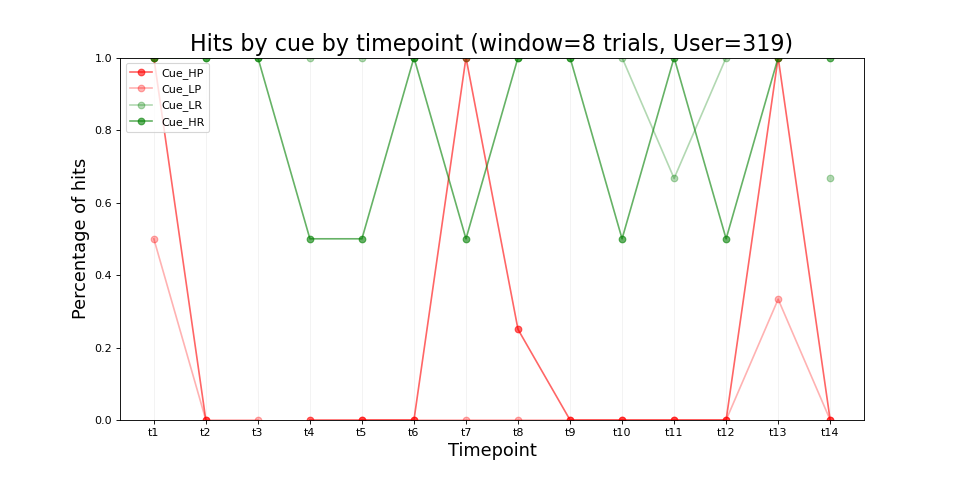 Hits by cue by timepoint (window=8 trials, User=319)
Percentage of hits
1.0
0.8
0.6
0.4
0.2
0.0
Cue_HP
Cue_LP
Cue_LR
Cue_HR
t1 t2 t3 t4 t5 t6 t7 t8 t9 t10 t11 t12 t13 t14
Timepoint